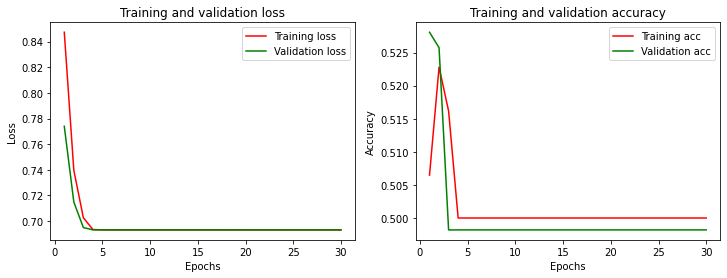 Training and validation loss
Training loss
Validation loss
0.84
0.82
0.80
0.78
0.76
0.74
0.72
0.70
Loss
0 5 10 15 20 25 30
Epochs
Training and validation accuracy
Training acc
Validation acc
0.525
0.520
0.515
0.510
0.505
0.500
Accuracy
0 5 10 15 20 25 30
Epochs